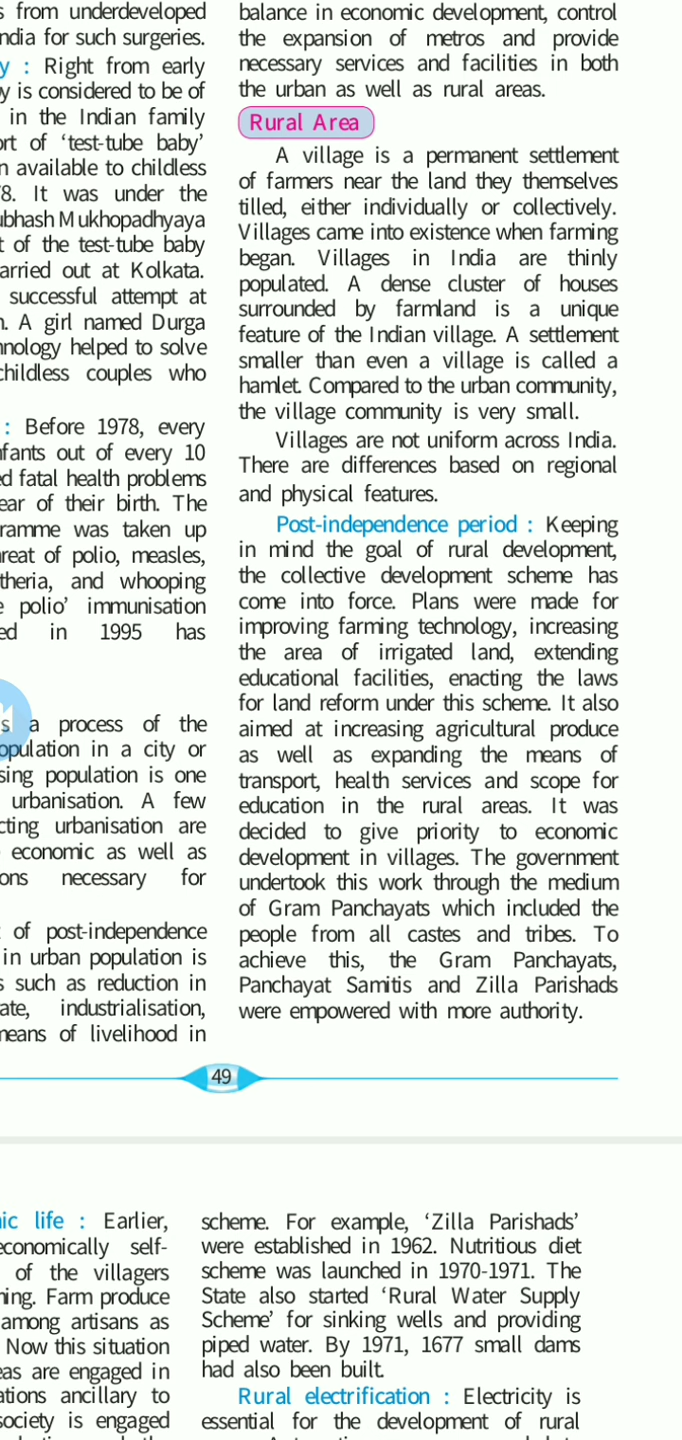 s from underdeveloped
ndia for such surgeries.
y : Right from early
y is considered to be of
in the Indian family
ort of ‘test-tube baby’
n available to childless
78. It was under the
ubhash Mukhopadhyaya
t of the test-tube baby
arried out at Kolkata.
successful attempt at
n. A girl named Durga
hnology helped to solve
childless couples who
: Before 1978, every
nfants out of every 10
ed fatal health problems
ear of their birth. The
ramme was taken up
hreat of polio, measles,
theria, and whooping
e polio’ immunisation
ed in 1995 has
s a process of the
opulation in a city or
sing population is one
urbanisation. A few
cting urbanisation are
economic as well as
ons necessary for
t of post-independence
in urban population is
s such as reduction in
ate, industrialisation,
means of livelihood in
balance in economic development, control
the expansion of metros and provide
necessary services and facilities in both
the urban as well as rural areas.
Rural Area
A village is a permanent settlement
of farmers near the land they themselves
tilled, either individually or collectively.
Villages came into existence when farming
began. Villages in India are thinly
populated. A dense cluster of houses
surrounded by farmland is a unique
feature of the Indian village. A settlement
smaller than even a village is called a
hamlet. Compared to the urban community,
the village community is very small.
Villages are not uniform across India.
There are differences based on regional
and physical features.
Post-independence period : Keeping
in mind the goal of rural development,
the collective development scheme has
come into force. Plans were made for
improving farming technology, increasing
the area of irrigated land, extending
educational facilities, enacting the laws
for land reform under this scheme. It also
aimed at increasing agricultural produce
as well as expanding the means of
transport, health services and scope for
education in the rural areas. It was
decided to give priority to economic
development in villages. The government
undertook this work through the medium
of Gram Panchayats which included the
people from all castes and tribes. To
achieve this, the Gram Panchayats,
Panchayat Samitis and Zilla Parishads
were empowered with more authority.
49
nic life : Earlier,
economically self-
of the villagers
ning. Farm produce
among artisans as
Now this situation
eas are engaged in
ations ancillary to
society is engaged
scheme. For example, ‘Zilla Parishads’
were established in 1962. Nutritious diet
scheme was launched in 1970-1971. The
State also started ‘Rural Water Supply
Scheme’ for sinking wells and providing
piped water. By 1971, 1677 small dams
had also been built.
Rural electrification : Electricity is
essential for the development of rural